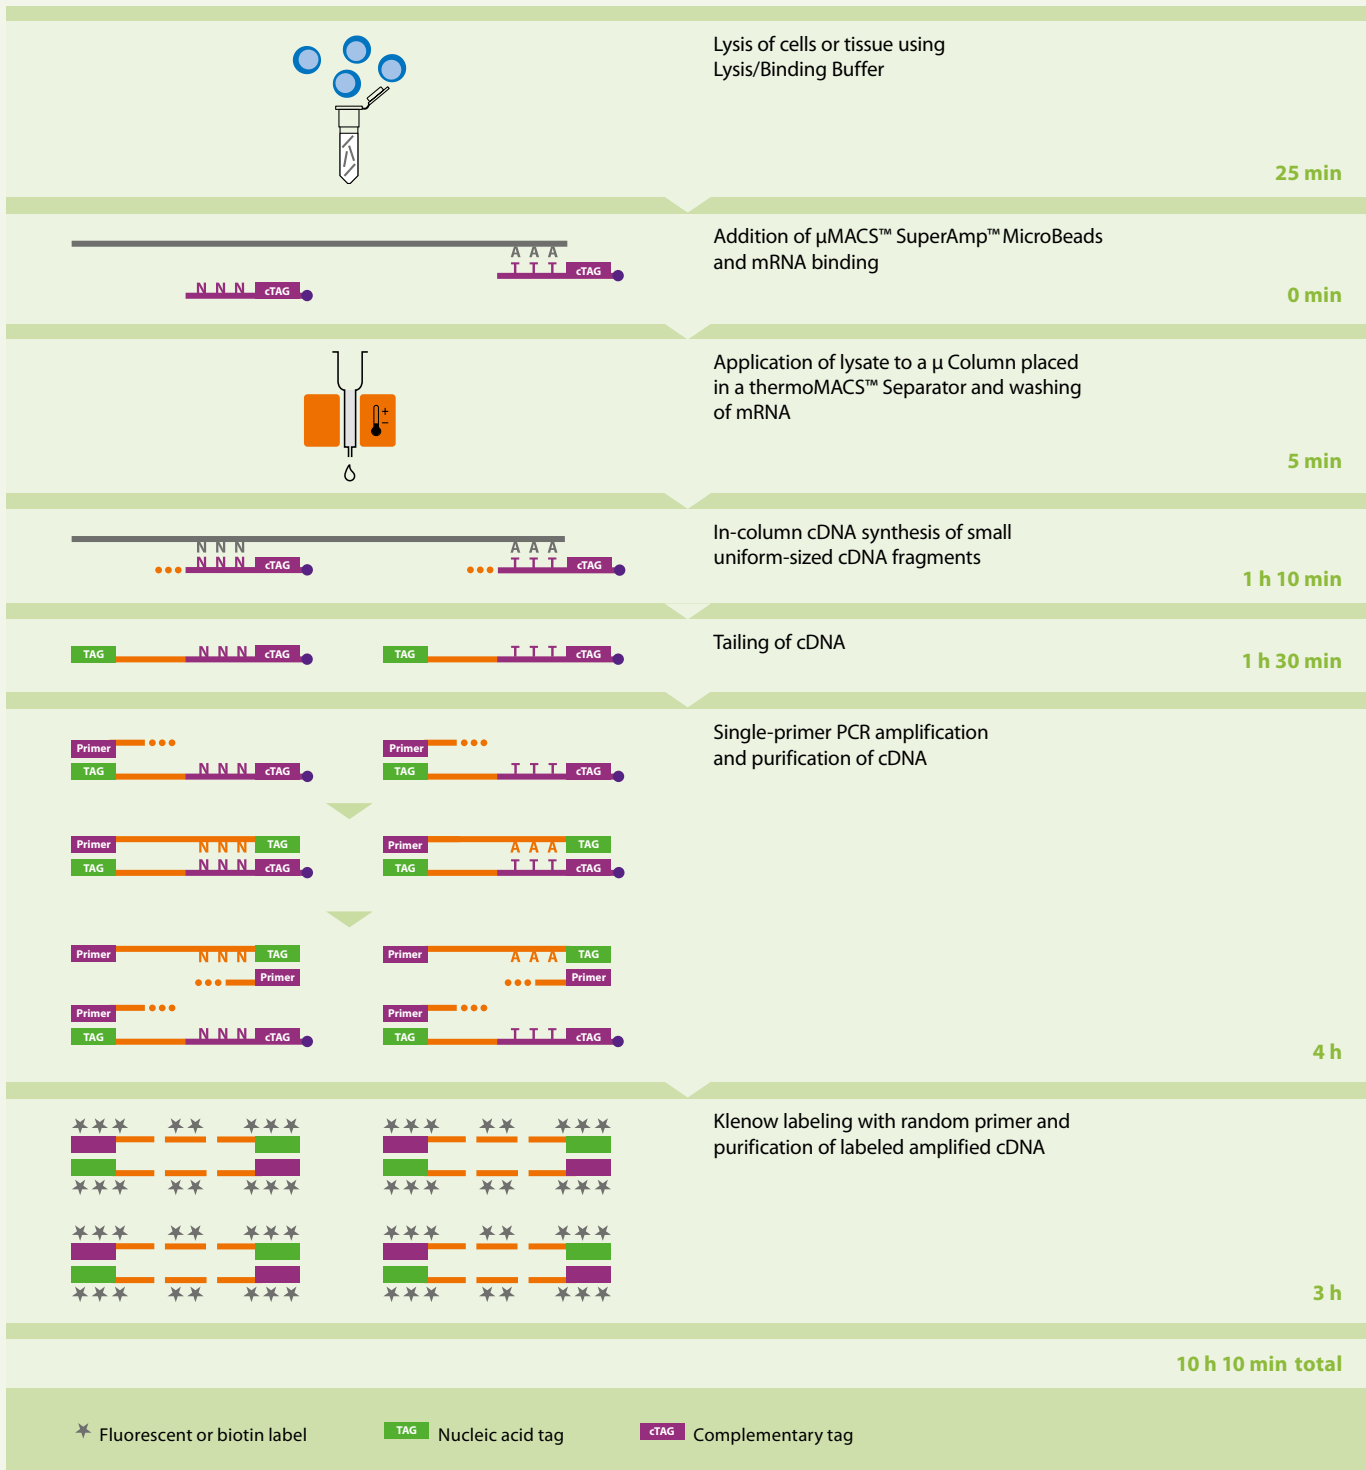 Lysis of cells or tissue using
Lysis/Binding Buffer
25 min
A A A
T T T cTAG
N N N cTAG
Addition of µMACS™ SuperAmp™ MicroBeads
and mRNA binding
0 min
+
−
Application of lysate to a µ Column placed
in a thermoMACS™ Separator and washing
of mRNA
5 min
N N N A A A
N N N cTAG T T T cTAG
In-column cDNA synthesis of small
uniform-sized cDNA fragments
1 h 10 min
TAG N N N cTAG TAG T T T cTAG
Tailing of cDNA
1 h 30 min
Primer Primer
TAG N N N cTAG TAG T T T cTAG
Primer N N N TAG Primer A A A TAG
TAG N N N cTAG TAG T T T cTAG
Primer N N N TAG Primer A A A TAG
Primer Primer
Primer Primer
TAG N N N cTAG TAG T T T cTAG
Single-primer PCR amplification
and purification of cDNA
4 h
Klenow labeling with random primer and
purification of labeled amplified cDNA
3 h
10 h 10 min total
Fluorescent or biotin label TAG Nucleic acid tag cTAG Complementary tag